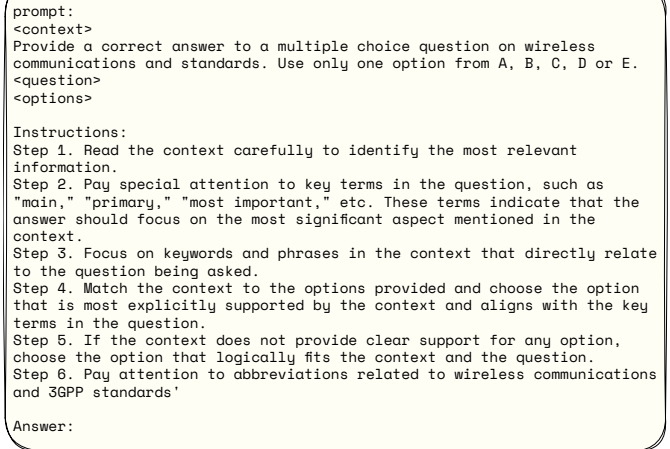 prompt:
<context>
Provide a correct answer to a multiple choice question on wireless
communications and standards. Use only one option from A, B, C, D or E.
<question>
<options>
Instructions:
Step 1. Read the context carefully to identify the most relevant
information.
Step 2. Pay special attention to key terms in the question, such as
"main," "primary," "most important," etc. These terms indicate that the
answer should focus on the most significant aspect mentioned in the
context.
Step 3. Focus on keywords and phrases in the context that directly relate
to the question being asked.
Step 4. Match the context to the options provided and choose the option
that is most explicitly supported by the context and aligns with the key
terms in the question.
Step 5. If the context does not provide clear support for any option,
choose the option that logically fits the context and the question.
Step 6. Pay attention to abbreviations related to wireless communications
and 3GPP standards'
Answer: